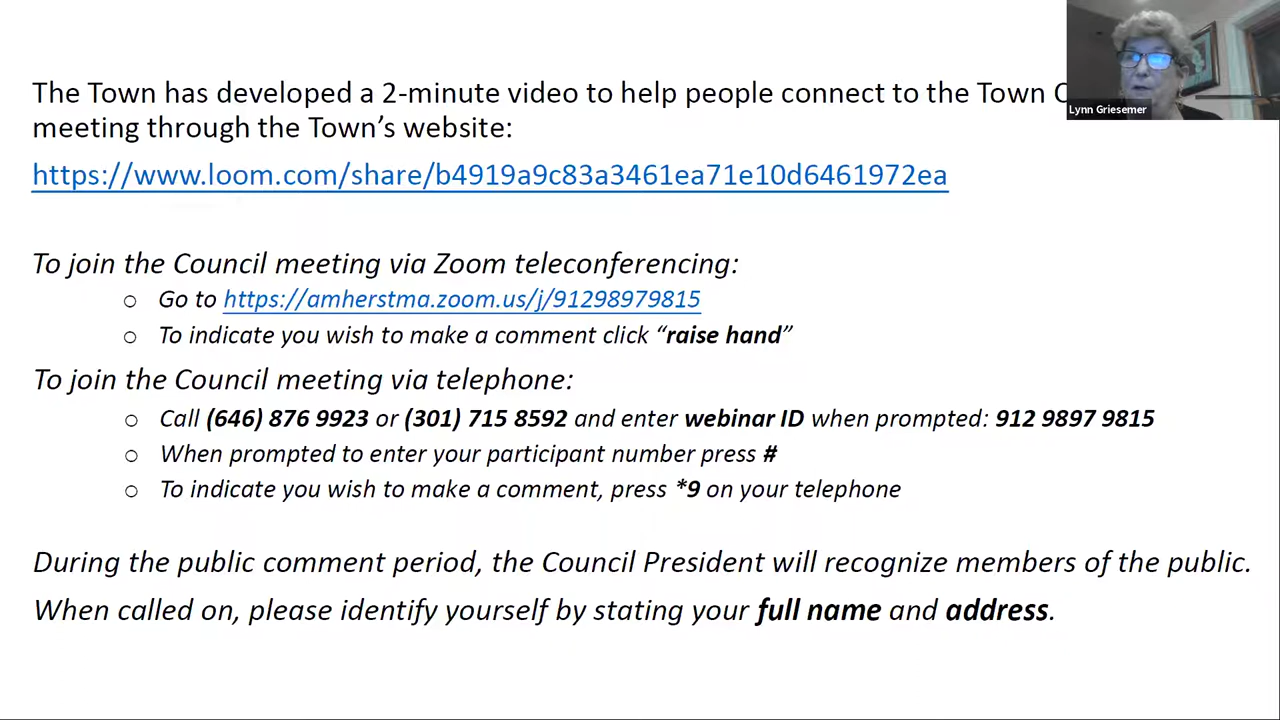 The Town has developed a 2-minute video to help people connect to the Town
meeting through the Town's website:
https://www.loom.com/share/b4919a9c83a3461ea71e10d6461972ea
To join the Council meeting via Zoom teleconferencing:
○ Go to https://amherstma.zoom.us/j/91298979815
○ To indicate you wish to make a comment click “raise hand”
To join the Council meeting via telephone:
○ Call (646) 876 9923 or (301) 715 8592 and enter webinar ID when prompted: 912 9897 9815
○ When prompted to enter your participant number press #
○ To indicate you wish to make a comment, press *9 on your telephone
During the public comment period, the Council President will recognize members of the public.
When called on, please identify yourself by stating your full name and address.
Lynn Griesemer